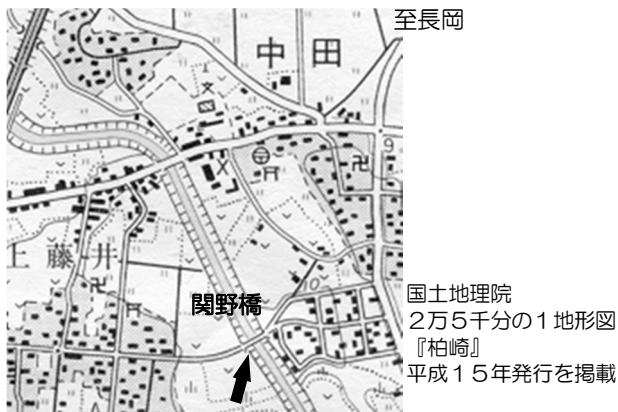 至長岡
中田
9
上藤井
関野橋
国土地理院
2万5千分の1地形図
『柏崎』
平成15年発行を掲載